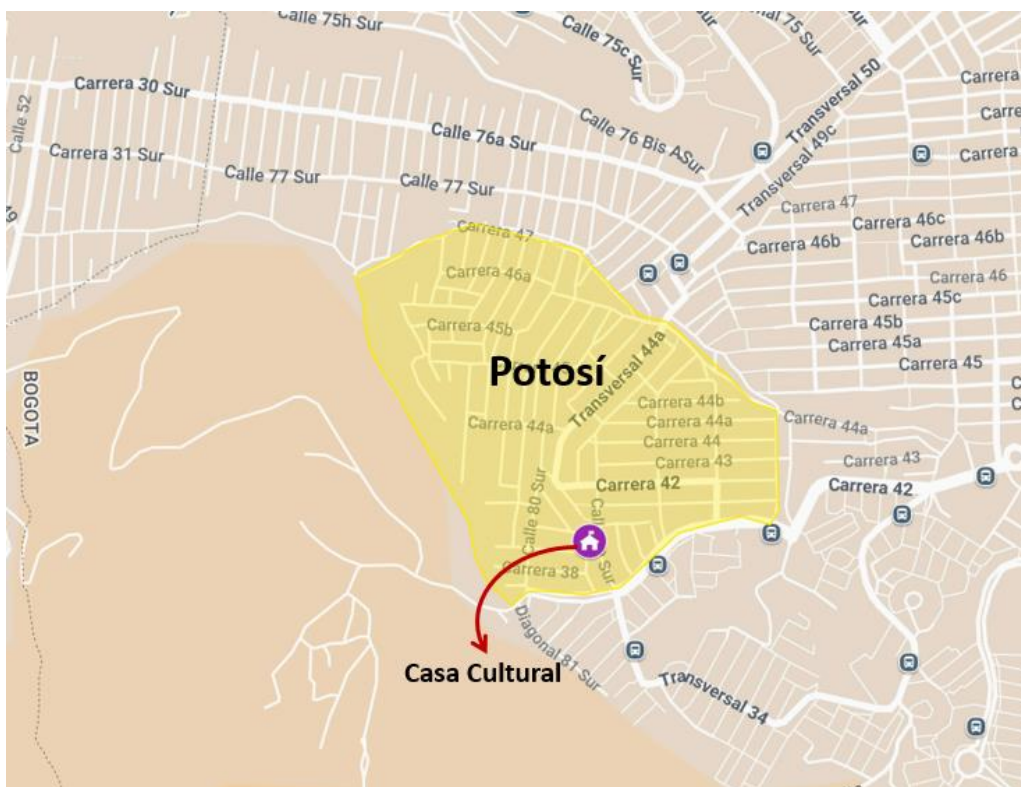 Calle 75h Sur
Calle 75c Sur
Transversal 50
Carrera 30 Sur
Calle 52
Calle 76a Sur
Calle 76 Bis ASur
Transversal 49c
Carrera
Carrera
Carrera 31 Sur
Calle 77 Sur
Calle 77 Sur
Carrera 47
Carrera 46c
Carrera 46b
Carrera 46b
49
Carrera 47
Carrera 46a
Carrera 46
Carrera 45c
Carrera 45b
Carrera 45b
Carrera 45a
Carrera 45
Potosí
Transversal 44a
BOGOTA
Carrera 44b
Carrera 44a
Carrera 44a
Carrera 44a
Carrera 44
Carrera 43
Carrera 43
Carrera 42
Carrera 42
Calle 80 Sur
Sur
Carrera 38
Diagonal 81 Sur
Casa Cultural
Transversal 34